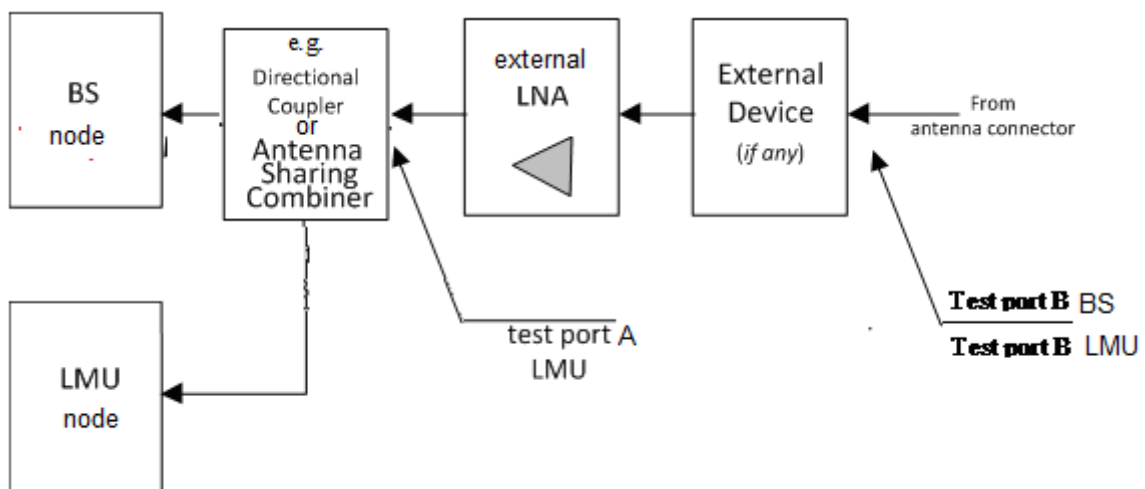 BS
node
e.g.
Directional
Coupler
or
Antenna
Sharing
Combiner
external
LNA
External
Device
(if any)
From
antenna connector
Test port B BS
Test port B LMU
test port A
LMU
LMU
node